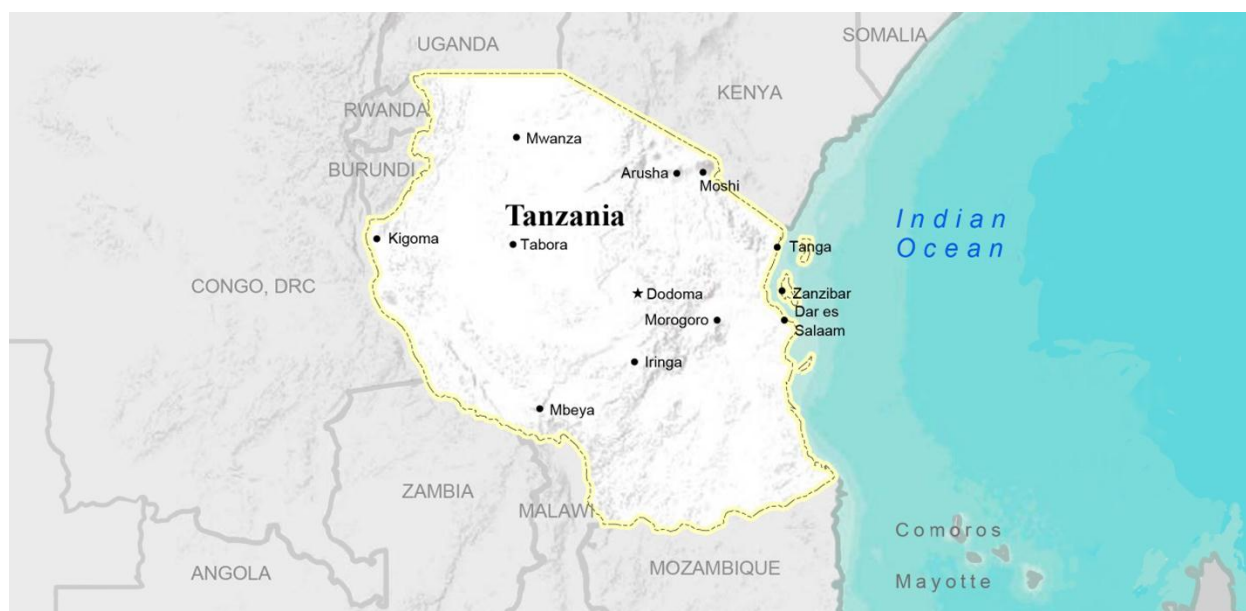 SOMALIA
UGANDA
KENYA
RWANDA
Mwanza
BURUNDI
Arusha
Moshi
Tanzania
Indian
Ocean
Kigoma
Tabora
Tanga
CONGO, DRC
Dodoma
Zanzibar
Morogoro
Dar es
Salaam
Iringa
Mbeya
ZAMBIA
MALAWI
Comoros
ANGOLA
MOZAMBIQUE
Mayotte